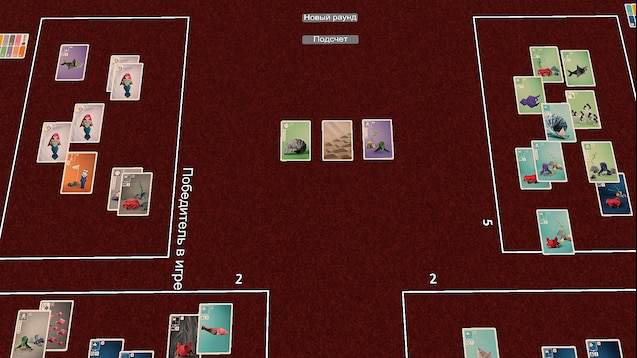 Новый раунд
Подсчет
Победитель в игре
5
2
2